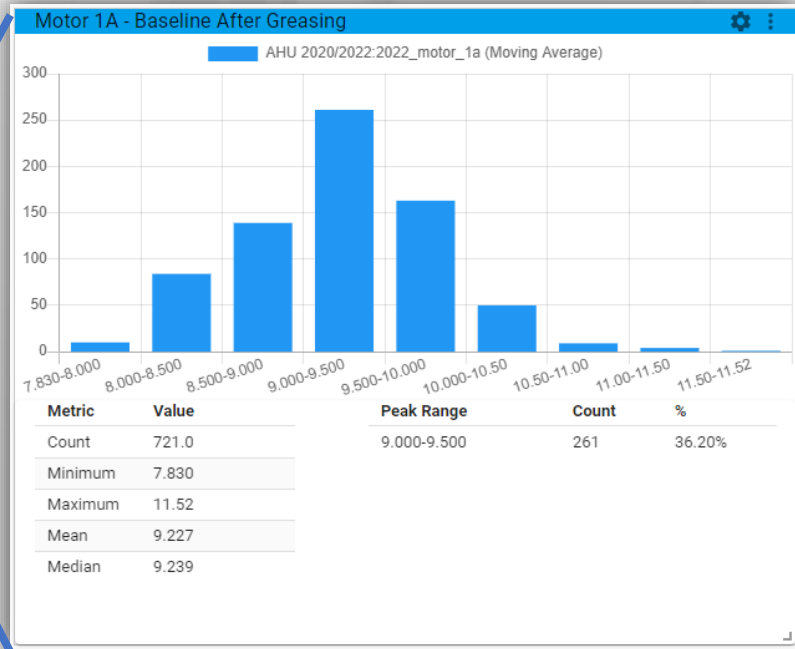 Motor 1A - Baseline After Greasing
AHU 2020/2022:2022_motor_1a (Moving Average)
300
250
200
150
100
50
0
7.830-8.000 8.000-8.500 8.500-9.000 9.000-9.500 9.500-10.000 10.000-10.50 10.50-11.00 11.00-11.50 11.50-11.52
Metric Value
Count 721.0
Minimum 7.830
Maximum 11.52
Mean 9.227
Median 9.239
Peak Range Count %
9.000-9.500 261 36.20%